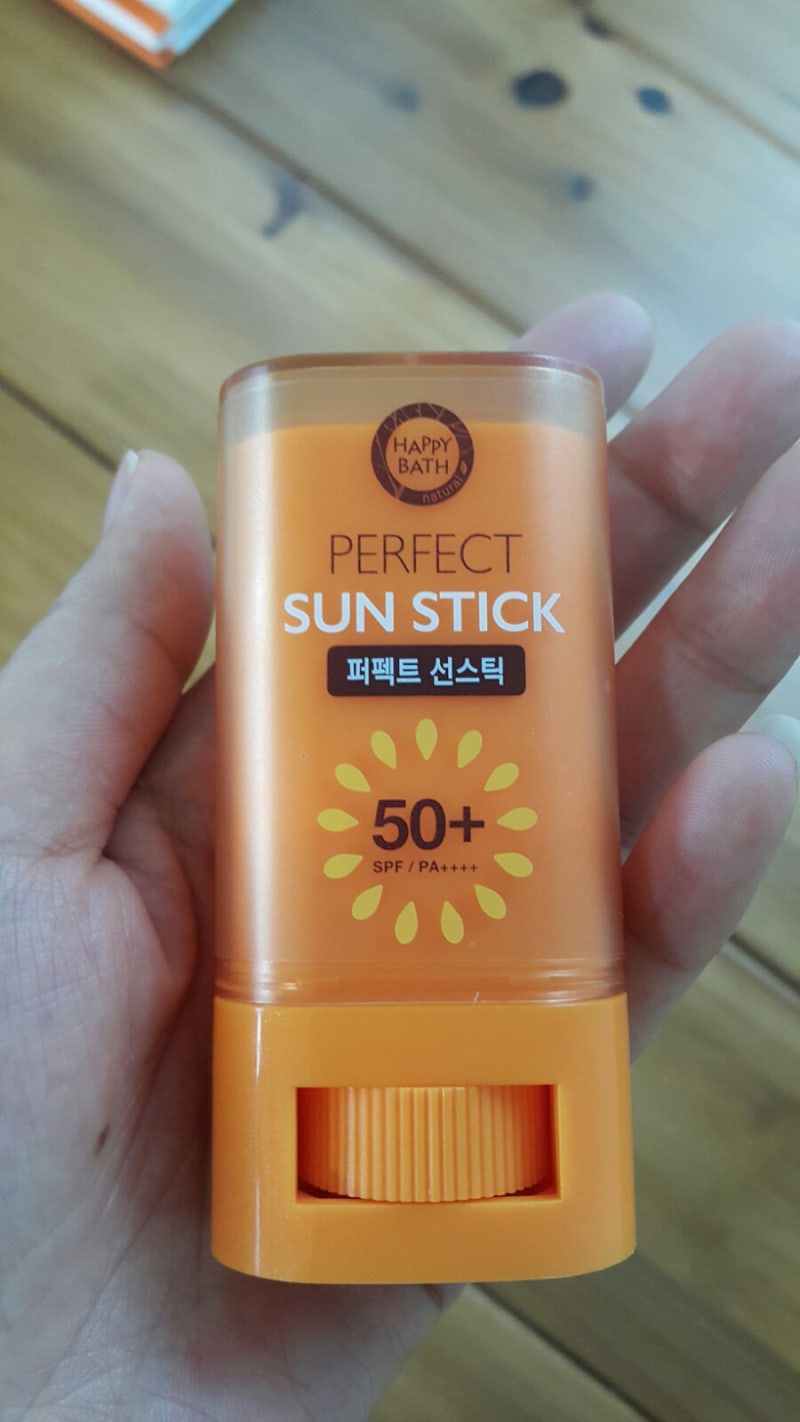 HAPPY
BATH
natural
PERFECT
SUN STICK
퍼펙트 선스틱
50+
SPF / PA++++